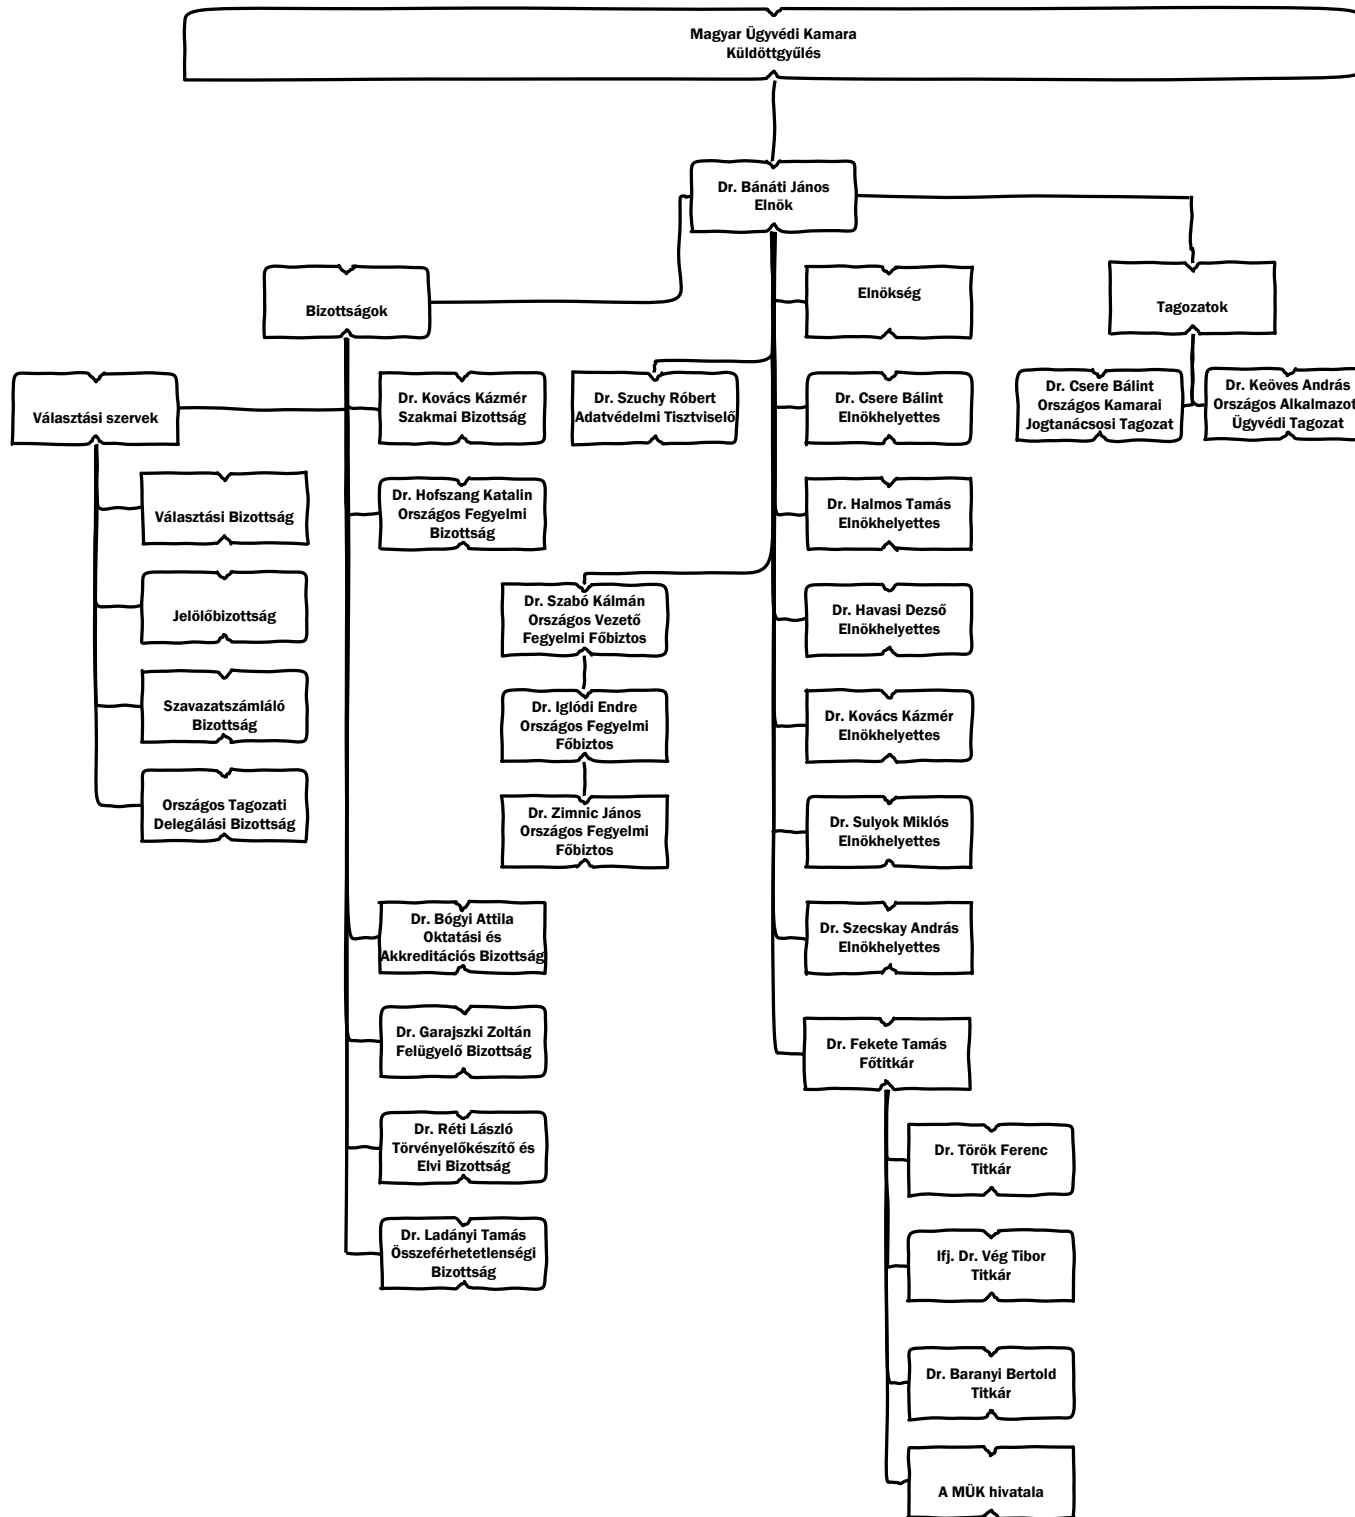 Magyar Ügyvédi Kamara
Küldöttgyűlés
Dr. Bánáti János
Elnök
Bizottságok
Elnökség
Tagozatok
Választási szervek
Dr. Kovács Kázmér
Szakmai Bizottság
Dr. Szuchy Róbert
Adatvédelmi Tisztviselő
Dr. Csere Bálint
Elnökhelyettes
Dr. Csere Bálint
Országos Kamarai
Jogtanácsosi Tagozat
Dr. Keöves András
Országos Alkalmazot
Ügyvédi Tagozat
Választási Bizottság
Dr. Hofszang Katalin
Országos Fegyelmi
Bizottság
Dr. Halmos Tamás
Elnökhelyettes
Jelölőbizottság
Dr. Szabó Kálmán
Országos Vezető
Fegyelmi Főbiztos
Dr. Havasi Dezső
Elnökhelyettes
Szavazatszámláló
Bizottság
Dr. Iglódi Endre
Országos Fegyelmi
Főbiztos
Dr. Kovács Kázmér
Elnökhelyettes
Országos Tagozati
Delegálási Bizottság
Dr. Zimnic János
Országos Fegyelmi
Főbiztos
Dr. Sulyok Miklós
Elnökhelyettes
Dr. Bógyi Attila
Oktatási és
Akkreditációs Bizottság
Dr. Szecskay András
Elnökhelyettes
Dr. Garajszki Zoltán
Felügyelő Bizottság
Dr. Fekete Tamás
Főtitkár
Dr. Réti László
Törvényelőkészítő és
Elvi Bizottság
Dr. Török Ferenc
Titkár
Dr. Ladányi Tamás
Összeférhetetlenségi
Bizottság
Ifj. Dr. Vég Tibor
Titkár
Dr. Baranyi Bertold
Titkár
A MÜK hivatala